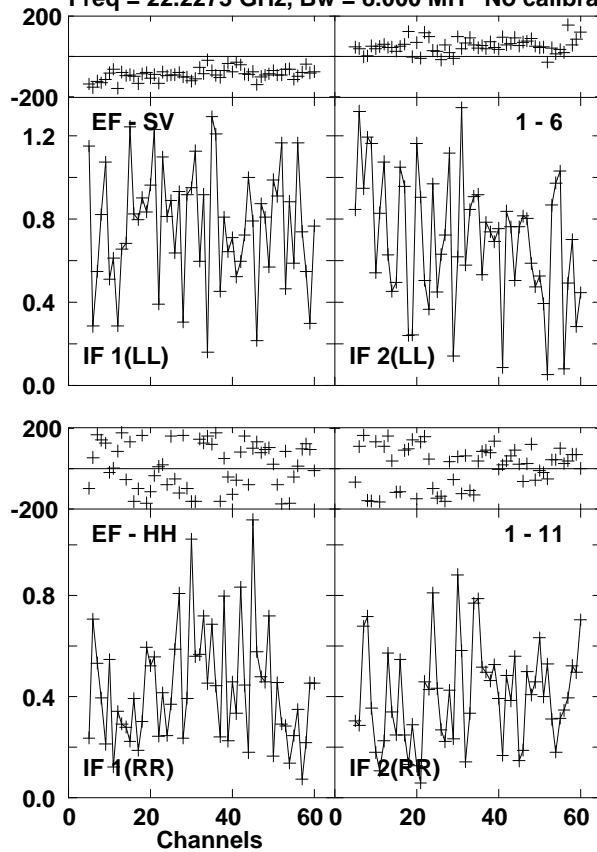 Freq = 22.2275 GHz, Bw = 8.000 MH No calibra
200
-200
EF - SV 1 - 6
1.2
0.8
0.4
IF 1(LL) IF 2(LL)
0.0
200
-200
EF - HH 1 - 11
0.8
0.4
IF 1(RR) IF 2(RR)
0.0
0 20 40 60 0 20 40 60
Channels